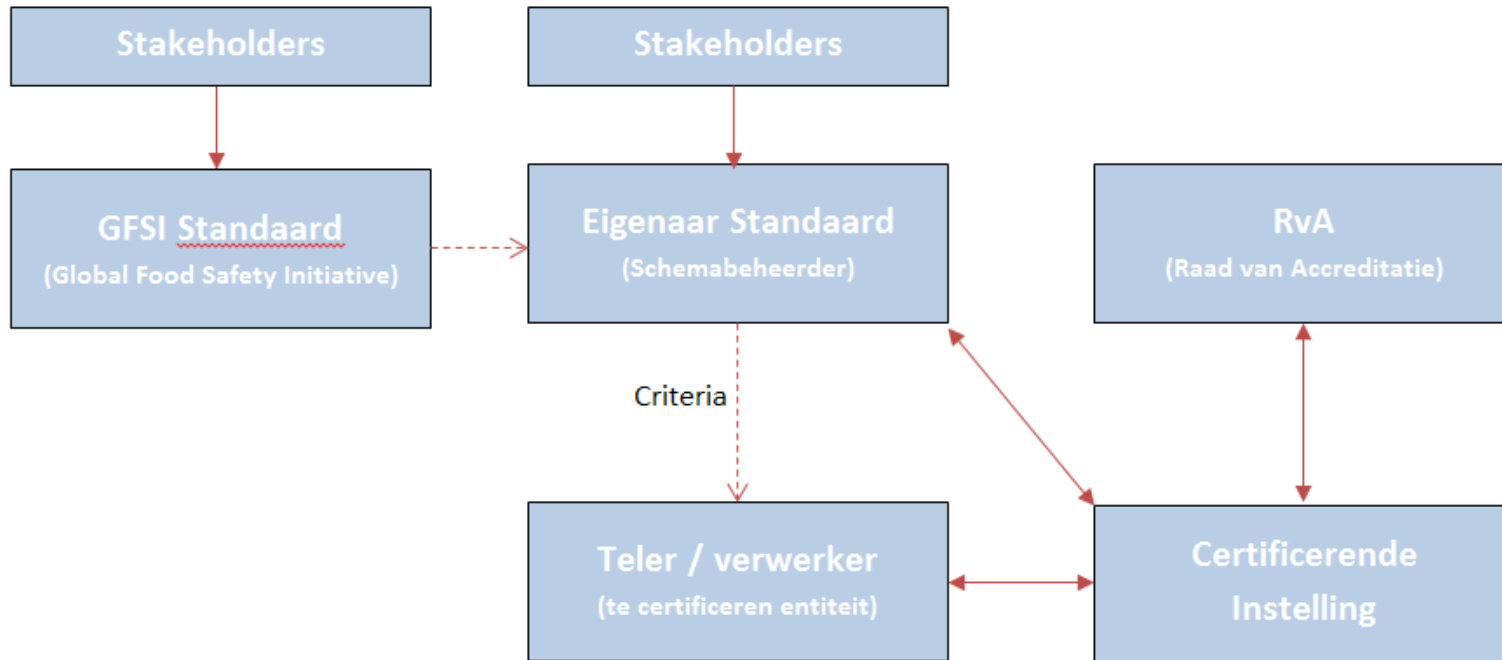 Stakeholders
Stakeholders
GFSI Standaard
(Global Food Safety Initiative)
Eigenaar Standaard
(Schemabeheerder)
RvA
(Raad van Accreditatie)
Criteria
Teler / verwerker
(te certificeren entiteit)
Certificerende
Instelling